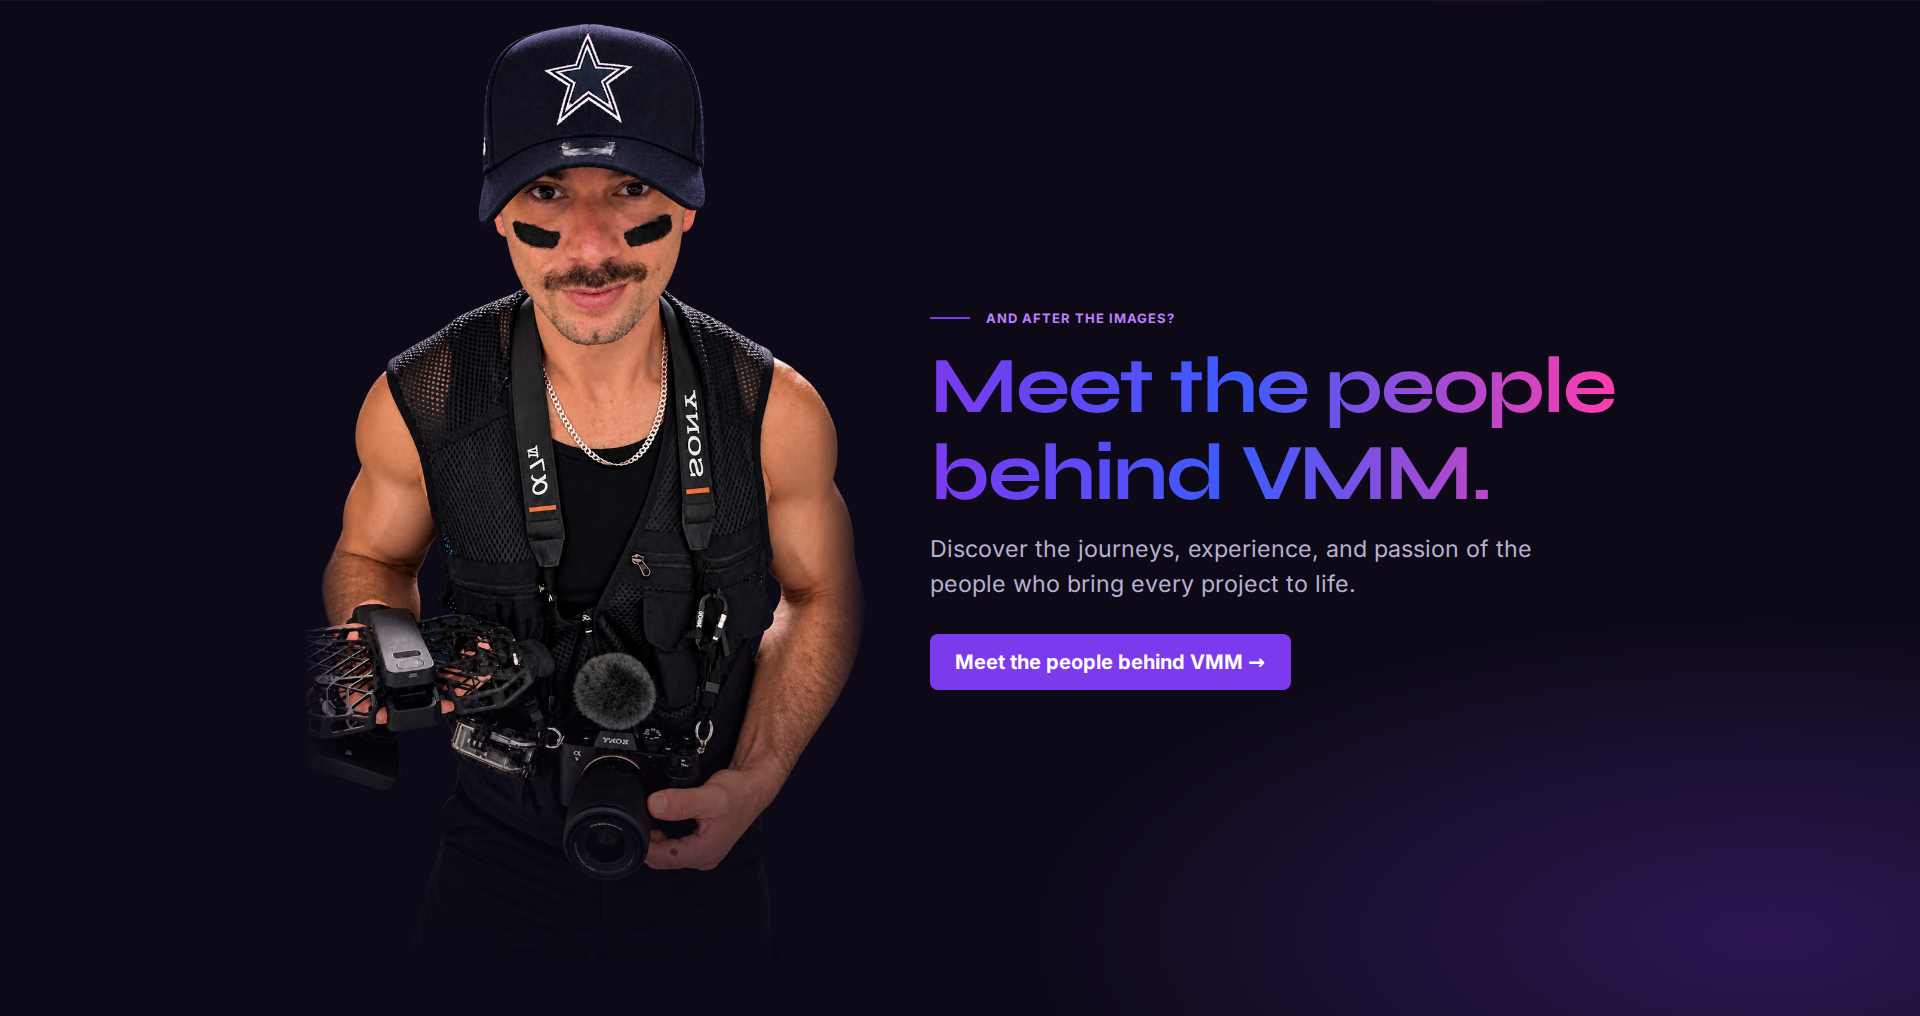 AND AFTER THE IMAGES?
Meet the people
behind VMM.
Discover the journeys, experience, and passion of the
people who bring every project to life.
Meet the people behind VMM →
α7IV
SONY
SONY